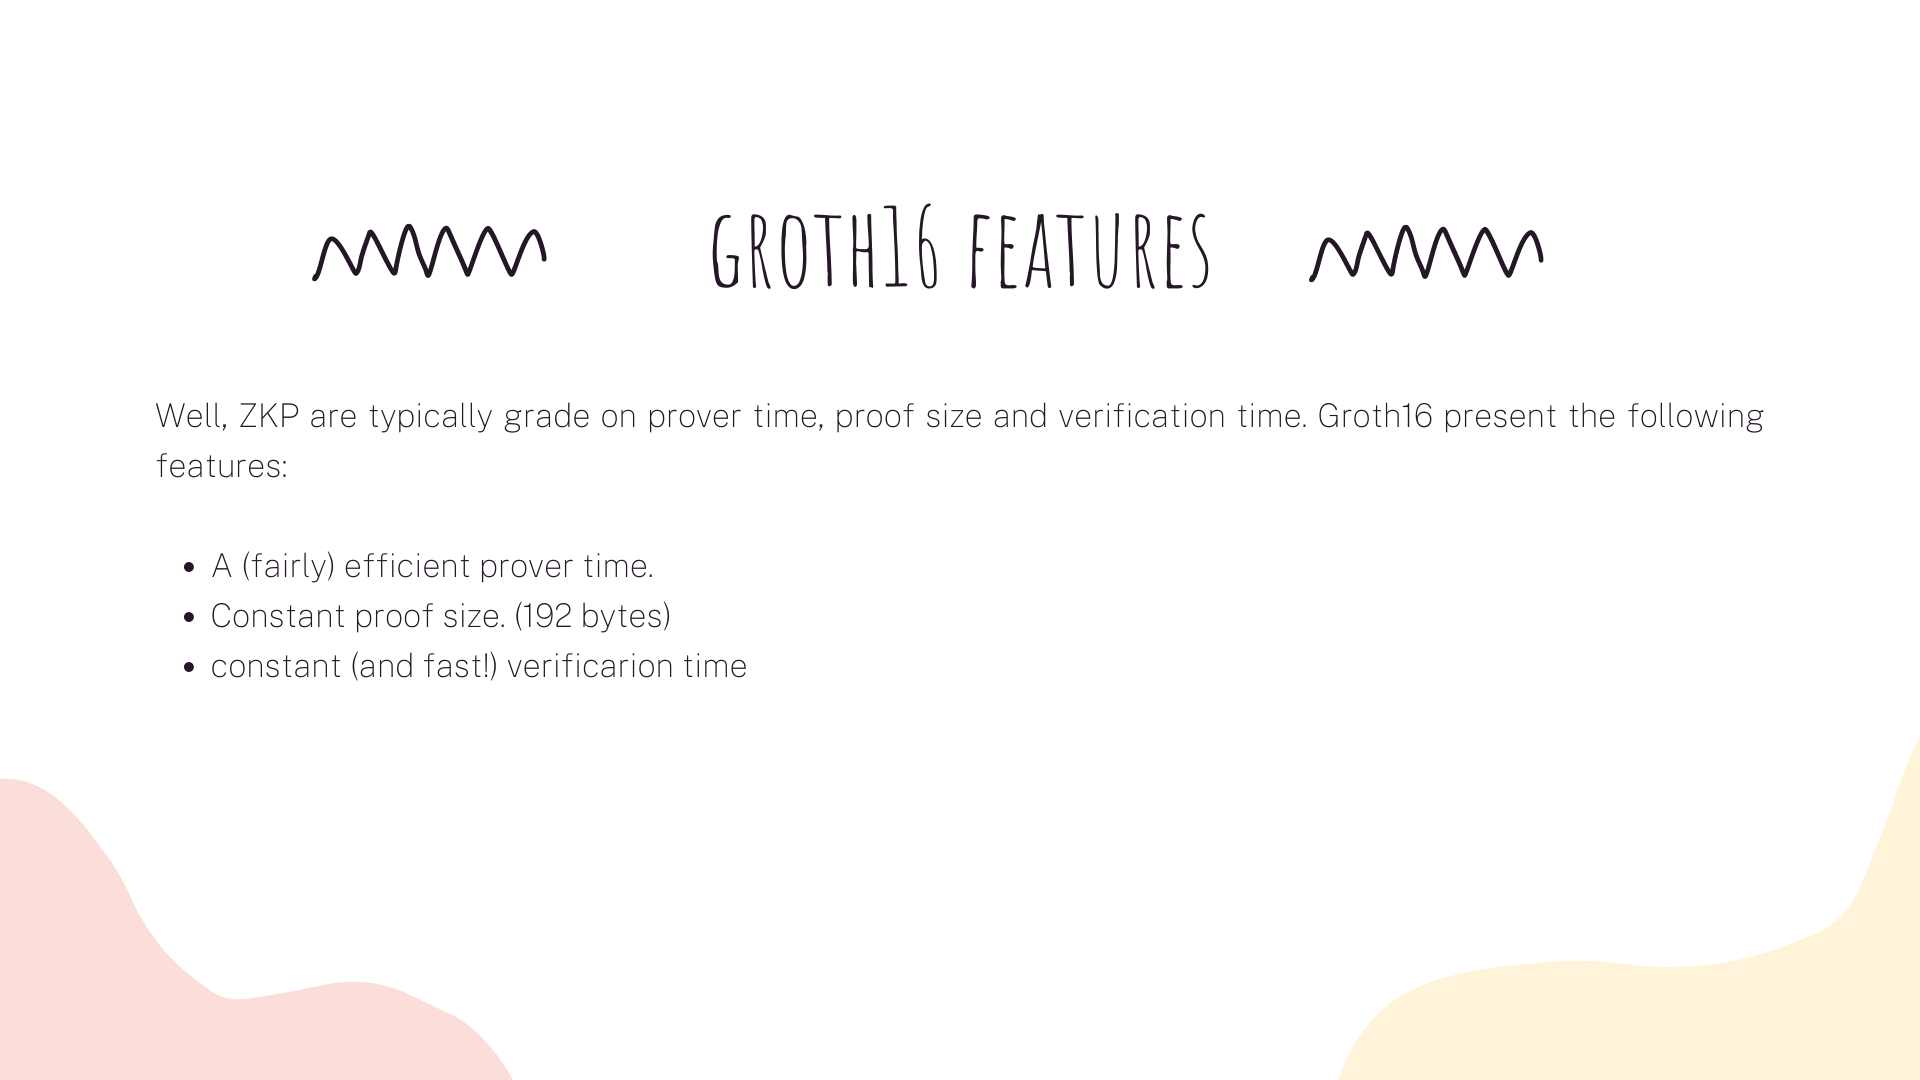 GROTH16 FEATURES
Well, ZKP are typically grade on prover time, proof size and verification time. Groth16 present the following
features:
• A (fairly) efficient prover time.
• Constant proof size. (192 bytes)
• constant (and fast!) verificarion time